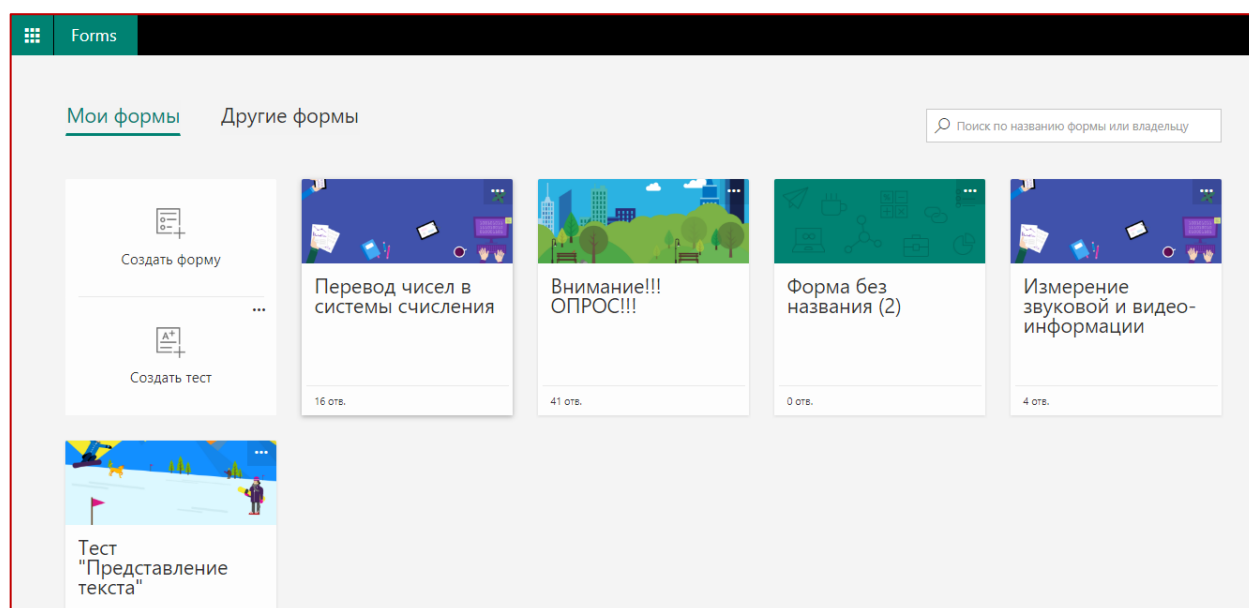 Forms
Мои формы
Другие формы
Поиск по названию формы или владельцу
Создать форму
Создать тест
Перевод чисел в
системы счисления
16 отв.
Внимание!!!
ОПРОС!!!
41 отв.
Форма без
названия (2)
0 отв.
Измерение
звуковой и видео-
информации
4 отв.
Тест
"Представление
текста"